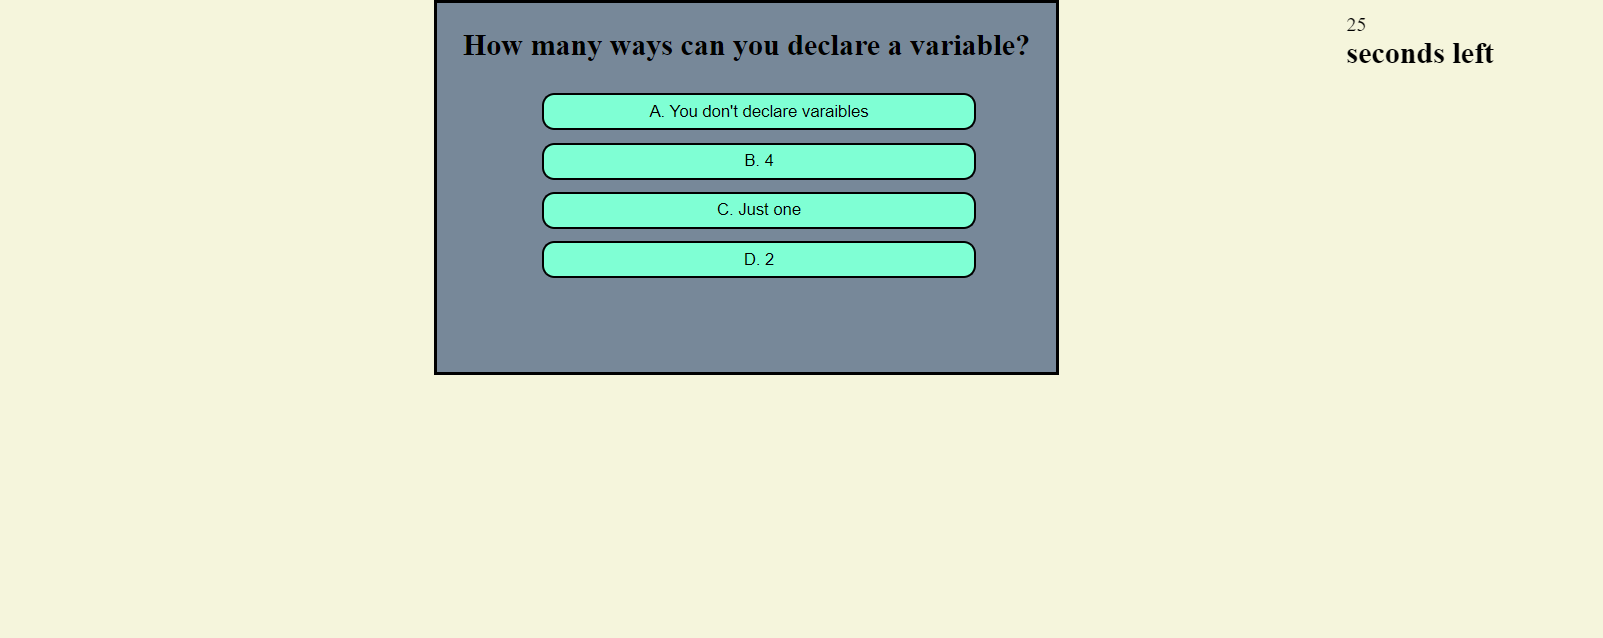 How many ways can you declare a variable?
A. You don't declare varaibles
B. 4
C. Just one
D. 2
25
seconds left